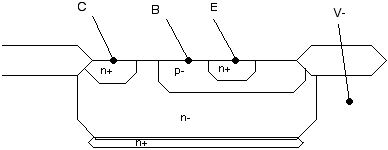 C B E V-
n+ p- n+
n-
n+